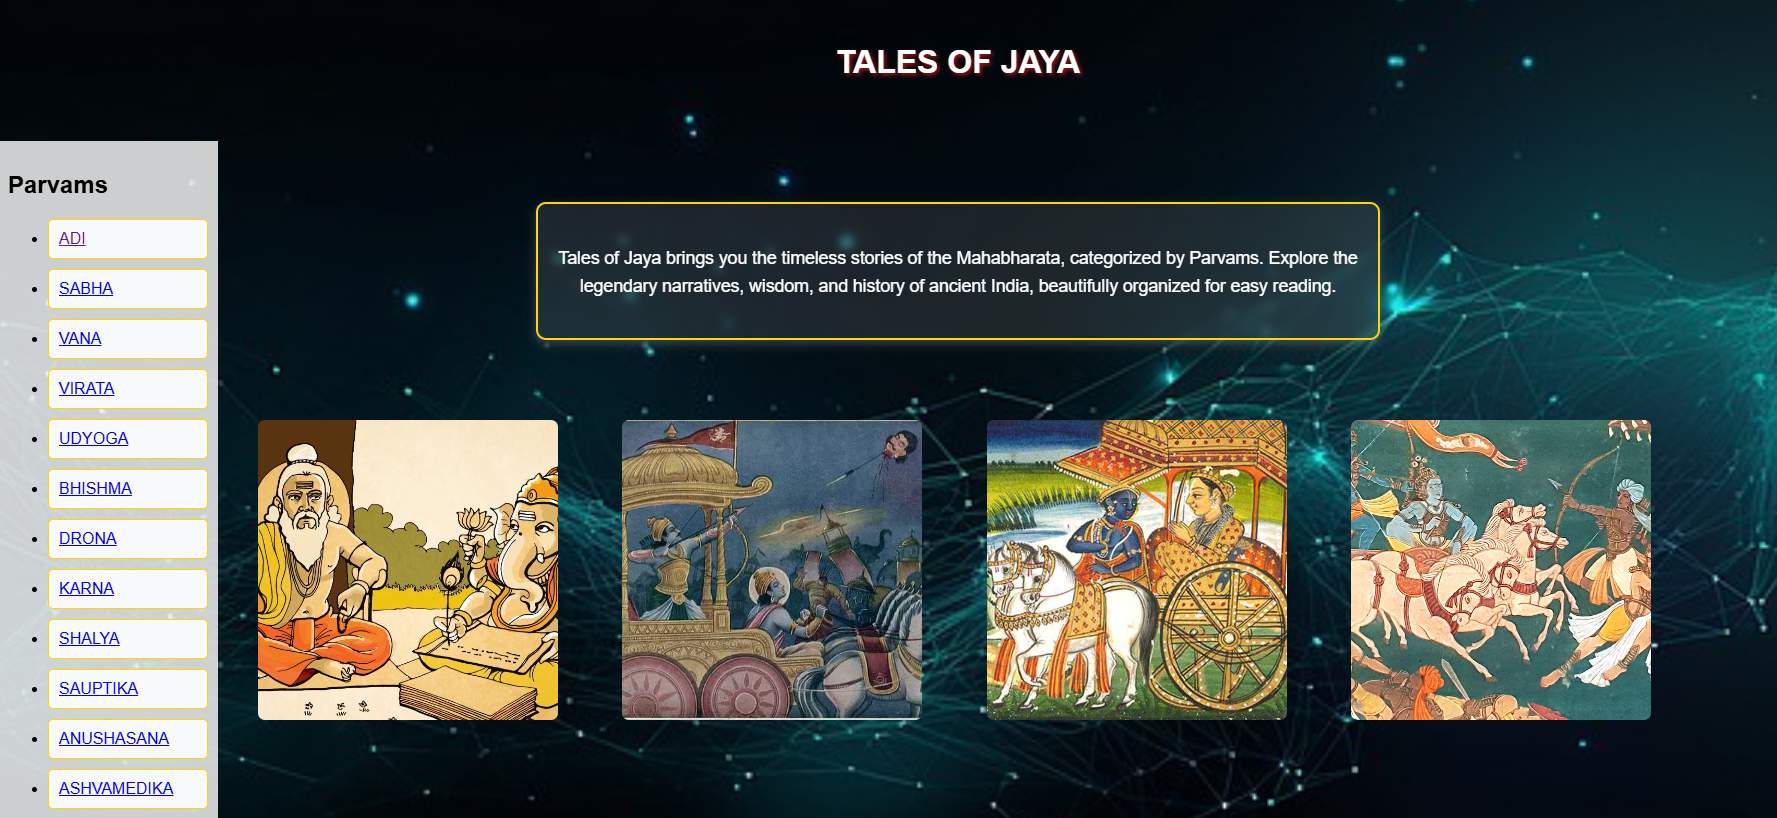 TALES OF JAYA
Parvams
ADI
SABHA
VANA
VIRATA
UDYOGA
BHISHMA
DRONA
KARNA
SHALYA
SAUPTIKA
ANUSHASANA
ASHVAMEDIKA
Tales of Jaya brings you the timeless stories of the Mahabharata, categorized by Parvams. Explore the
legendary narratives, wisdom, and history of ancient India, beautifully organized for easy reading.